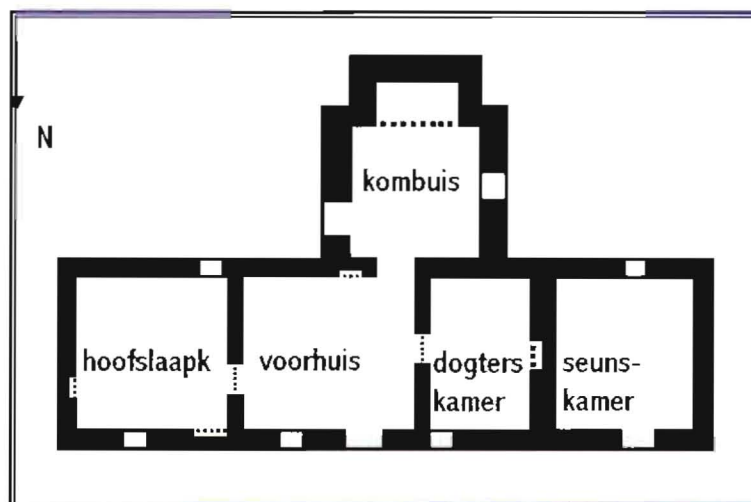 N
kombuis
hoofslaapk
voorhuis
dogters
kamer
seuns-
kamer